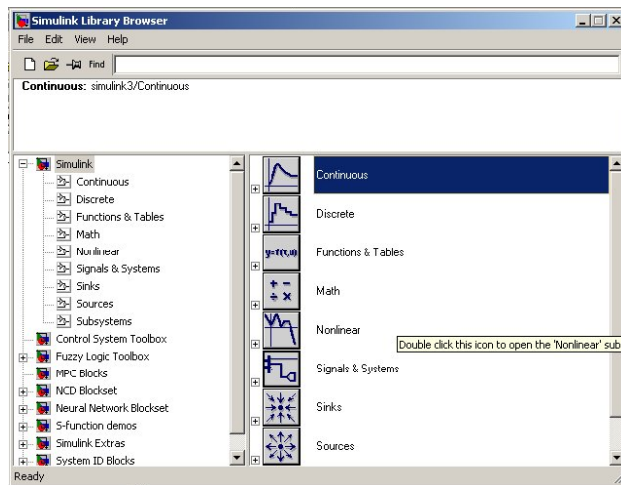 Simulink Library Browser
File Edit View Help
Find
Continuous: simulink3/Continuous
Simulink
Continuous
Discrete
Functions & Tables
Math
Nonlinear
Signals & Systems
Sinks
Sources
Subsystems
Control System Toolbox
Fuzzy Logic Toolbox
MPC Blocks
NCD Blockset
Neural Network Blockset
S-function demos
Simulink Extras
System ID Blocks
Continuous
Discrete
y=f(t,u)
Functions & Tables
Math
Nonlinear
Double click this icon to open the 'Nonlinear' sub
Signals & Systems
Sinks
Sources
Ready